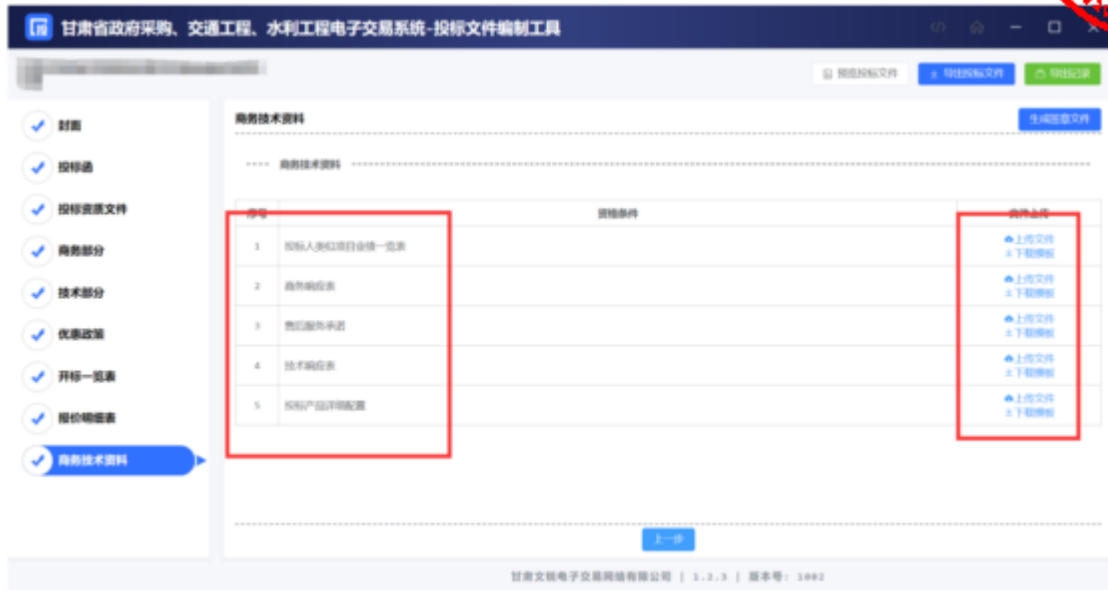 甘肃省政府采购、交通工程、水利工程电子交易系统-投标文件编制工具
预览投标文件
导出投标文件
导出记录
封面
投标函
投标资质文件
商务部分
技术部分
优惠政策
开标一览表
报价明细表
商务技术资料
商务技术资料
生成签章文件
商务技术资料
序号 资格条件 文件上传
1 投标人类似项目业绩一览表 上传文件
下载模板
2 商务响应表 上传文件
下载模板
3 售后服务承诺 上传文件
下载模板
4 技术响应表 上传文件
下载模板
5 投标产品详明配置 上传文件
下载模板
上一步
甘肃文锐电子交易网络有限公司 | 1.2.3 | 版本号: 1002